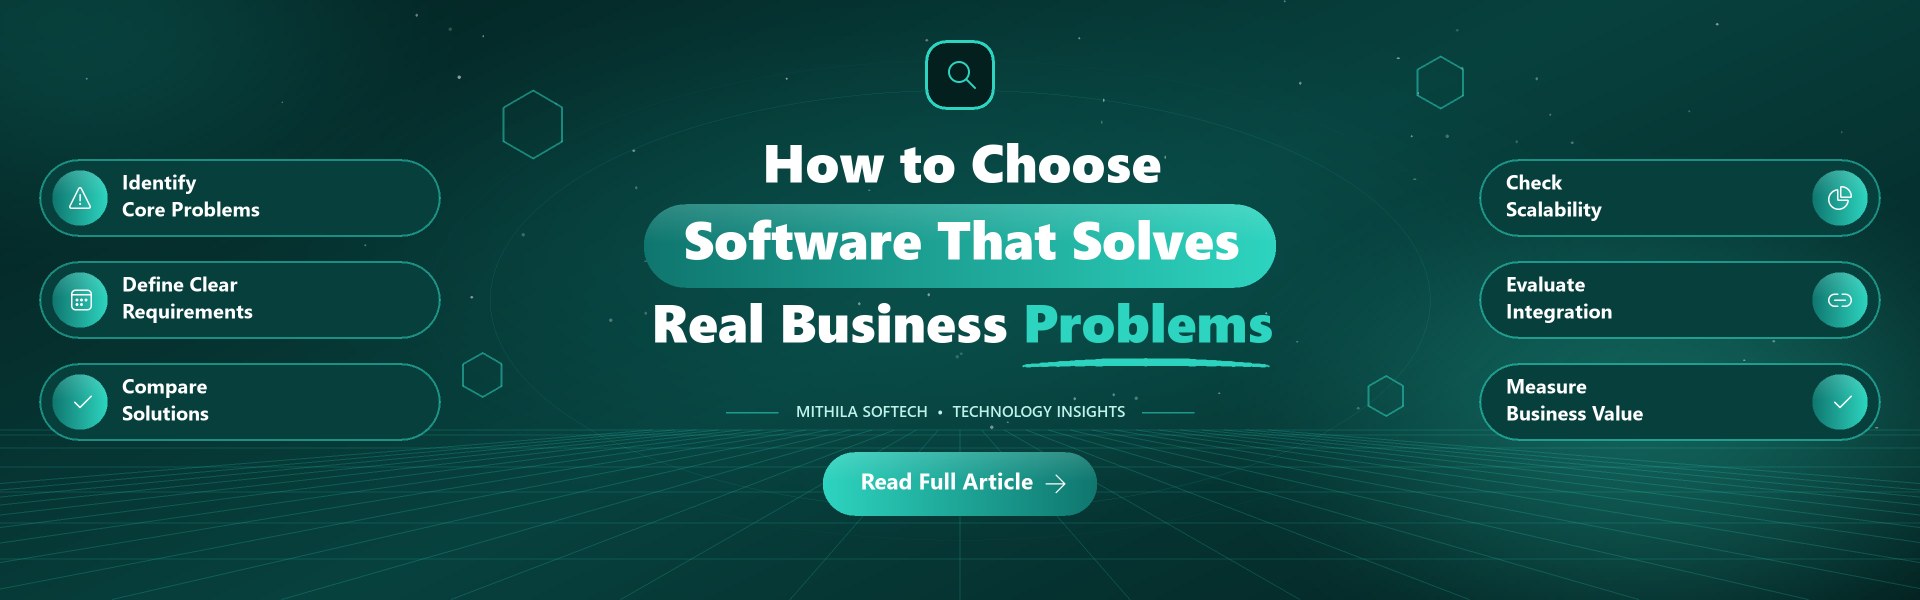 How to Choose
Software That Solves
Real Business Problems
MITHILA SOFTECH • TECHNOLOGY INSIGHTS
Read Full Article →
Identify
Core Problems
Define Clear
Requirements
Compare
Solutions
Check
Scalability
Evaluate
Integration
Measure
Business Value